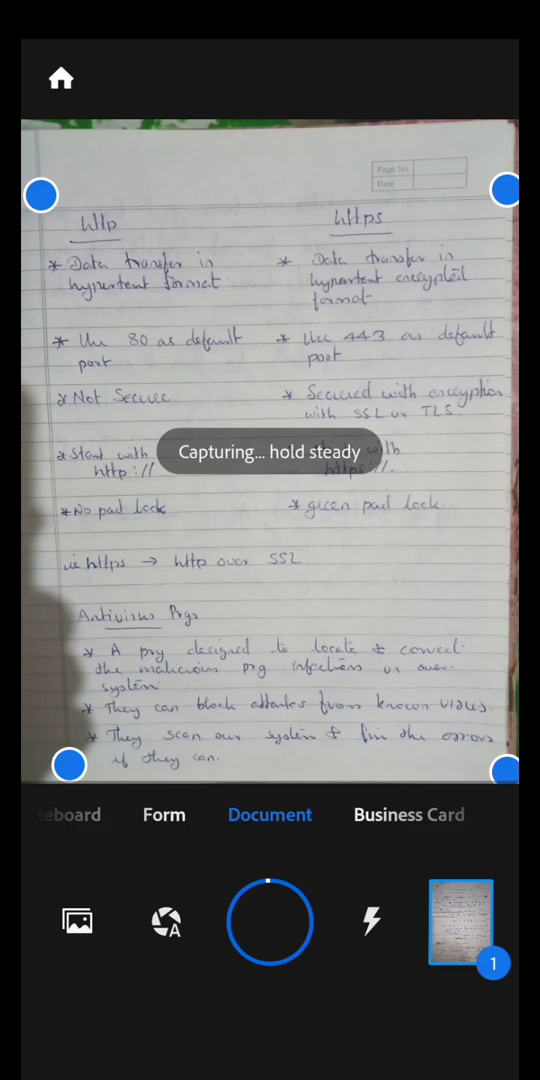 Page No
Date
http
https
* Data transfer in
hypertext format
* Data transfer in
hypertext encrypted
format
* Use 80 as default
port
* Use 443 as default
port
* Not Secure
* Secured with encryption
with SSL or TLS.
Capturing... hold steady
* Start with
http://
with
https://.
* No pad lock
* green pad lock.
ie https → http over SSL
Antivirus Prgs
* A prg designed to locate & correct
the malicious prg infections in over
system
* They can block attacks from known viruses.
* They scan our system & fix the errors
if they can.
eboard
Form
Document
Business Card
A
1